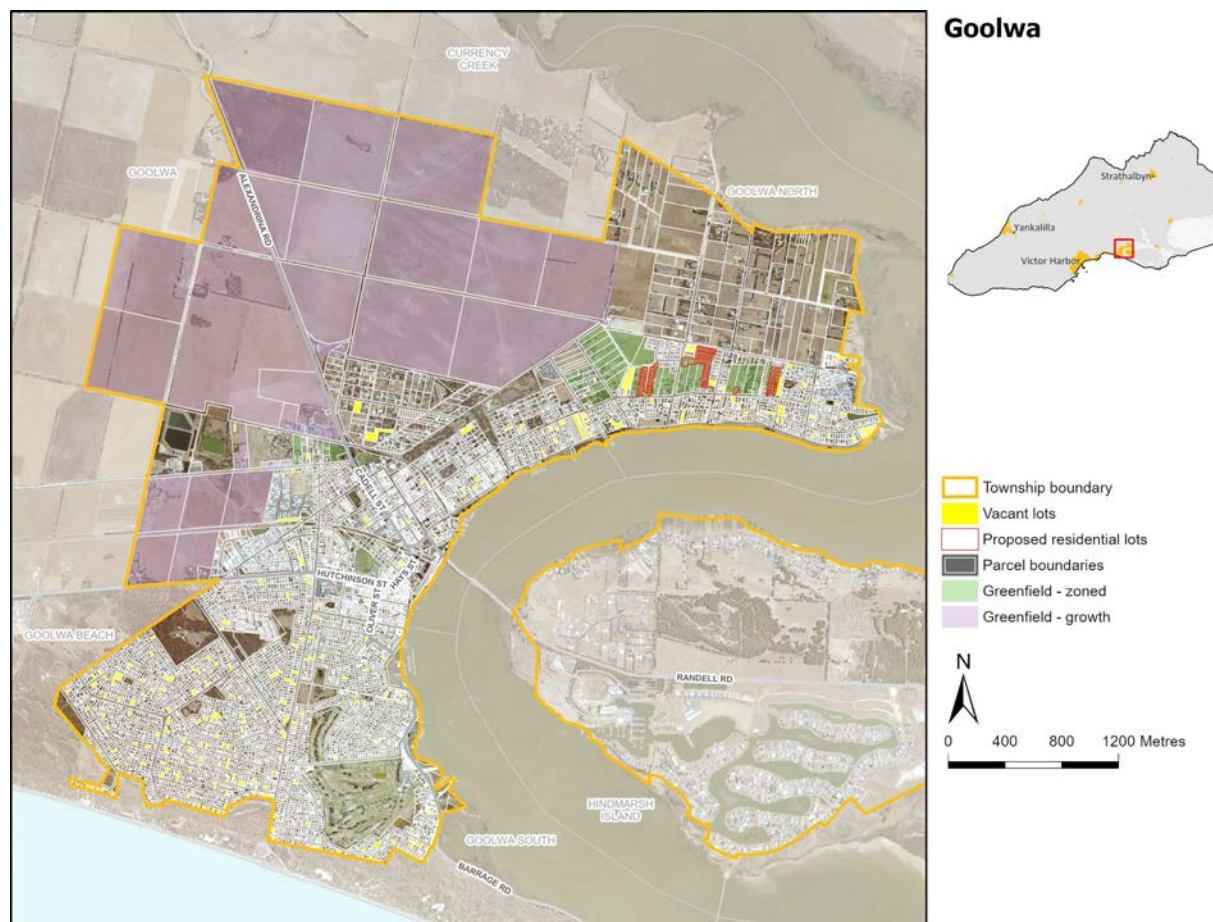 Goolwa
CURRENCY
CREEK
GOOLWA
GOOLWA NORTH
ALEXANDRINA RD
CADELL ST
HUTCHINSON ST
HAYS ST
OLIVER ST
GOOLWA BEACH
RANDELL RD
HINDMARSH
ISLAND
GOOLWA SOUTH
BARRAGE RD
Strathalbyn
Yankalilla
Victor Harbor
Township boundary
Vacant lots
Proposed residential lots
Parcel boundaries
Greenfield - zoned
Greenfield - growth
N
0 400 800 1200 Metres